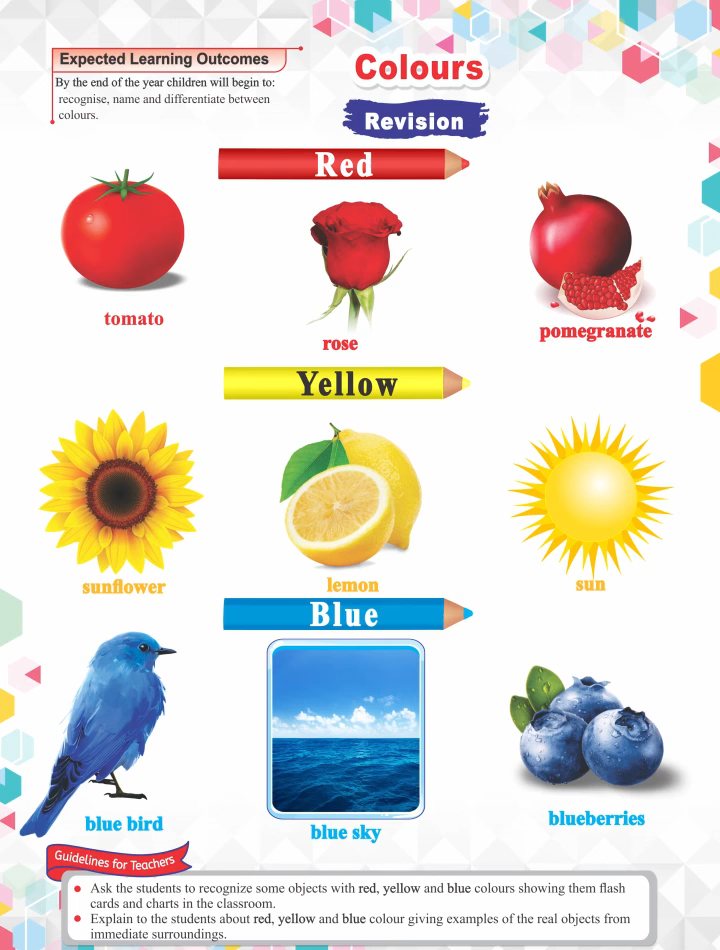 Expected Learning Outcomes
By the end of the year children will begin to:
recognise, name and differentiate between
colours.
Colours
Revision
Red
tomato
rose
pomegranate
Yellow
sunflower
lemon
sun
Blue
blue bird
blue sky
blueberries
Guidelines for Teachers
● Ask the students to recognize some objects with red, yellow and blue colours showing them flash
cards and charts in the classroom.
● Explain to the students about red, yellow and blue colour giving examples of the real objects from
immediate surroundings.